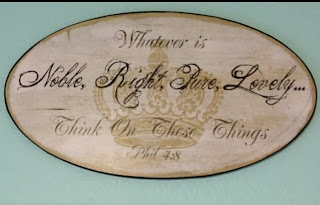 Whatever is
Noble, Right, Pure, Lovely...
Think On These Things
Phil 4:8